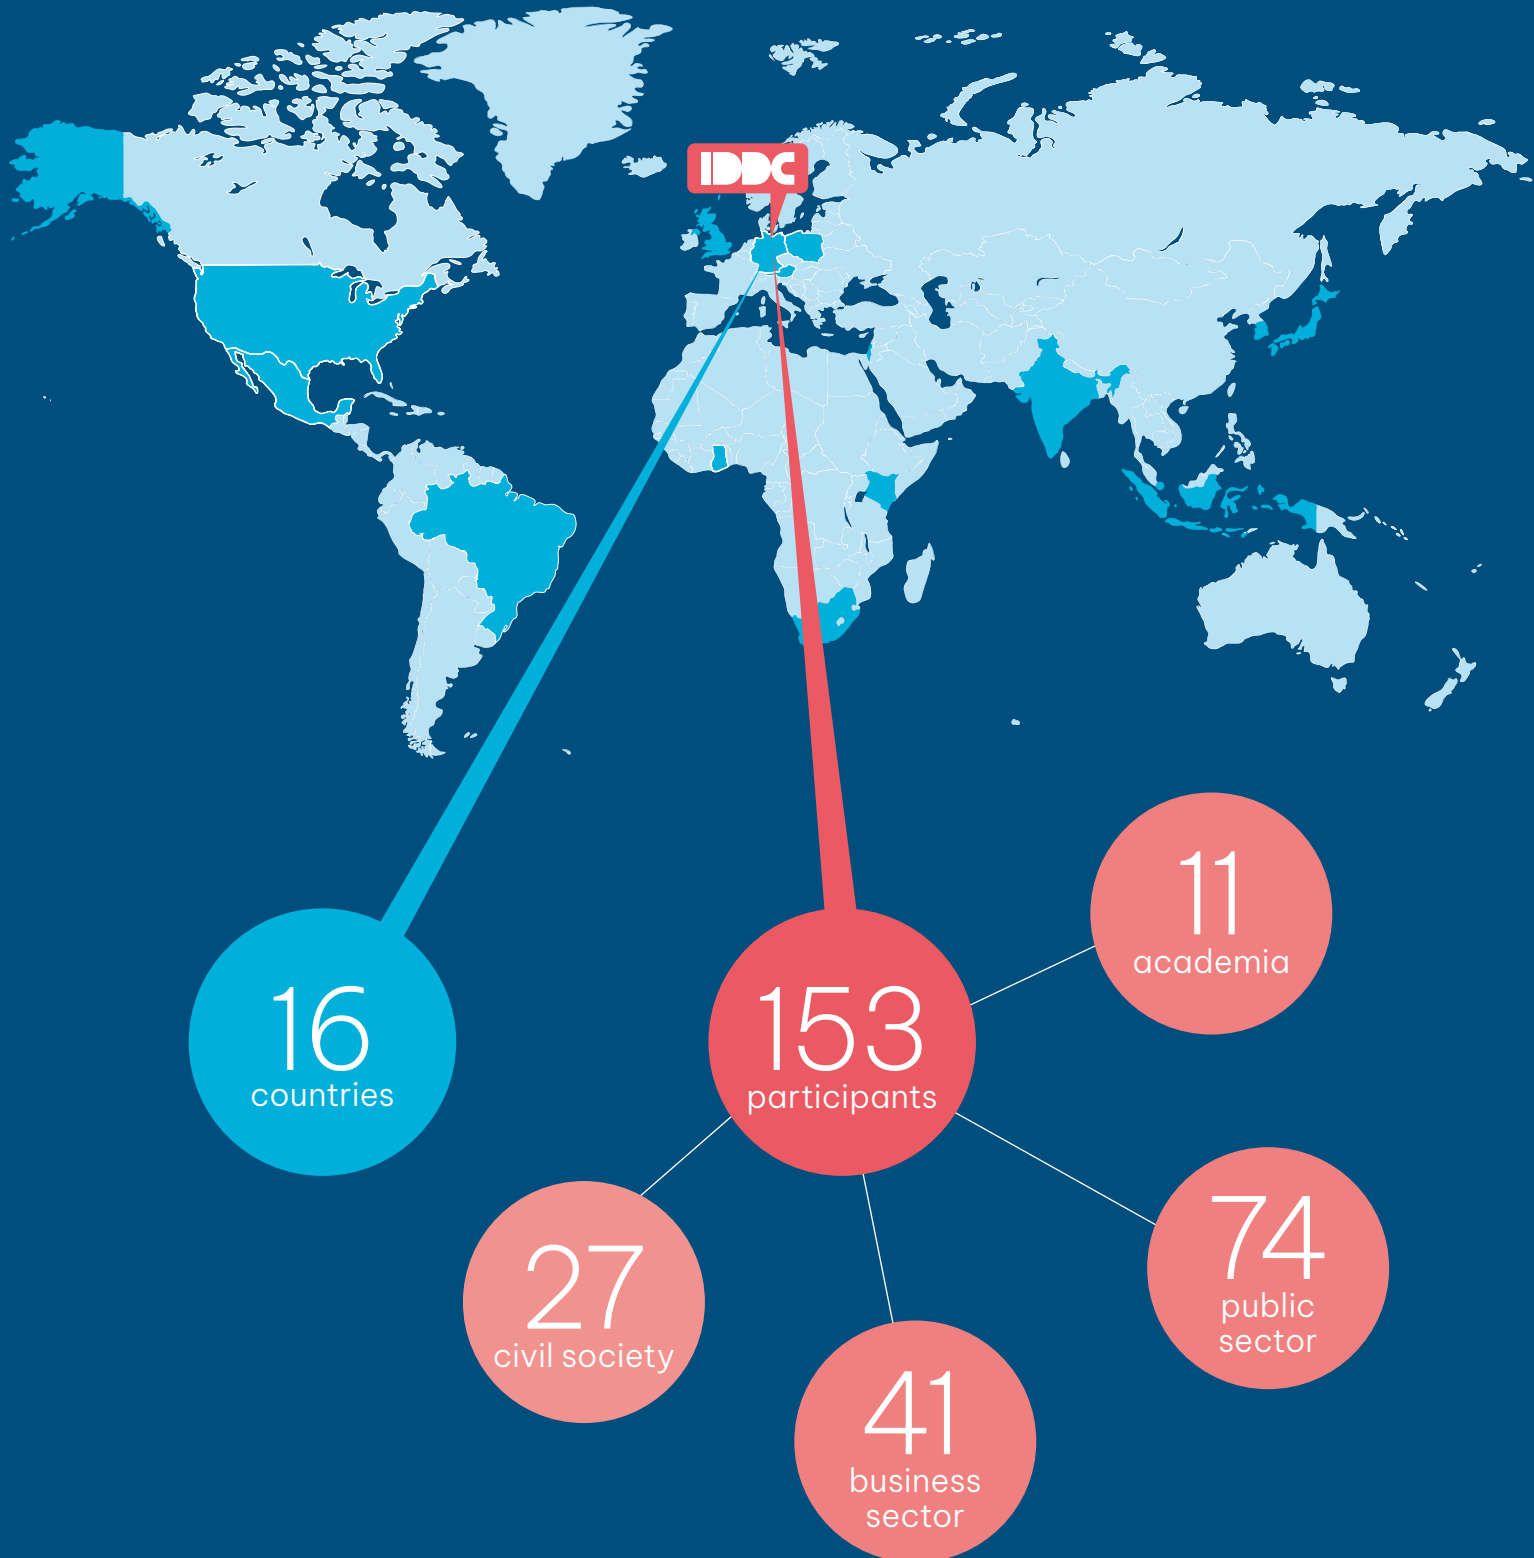 IDDC
11
academia
16
countries
153
participants
74
public
sector
27
civil society
41
business
sector